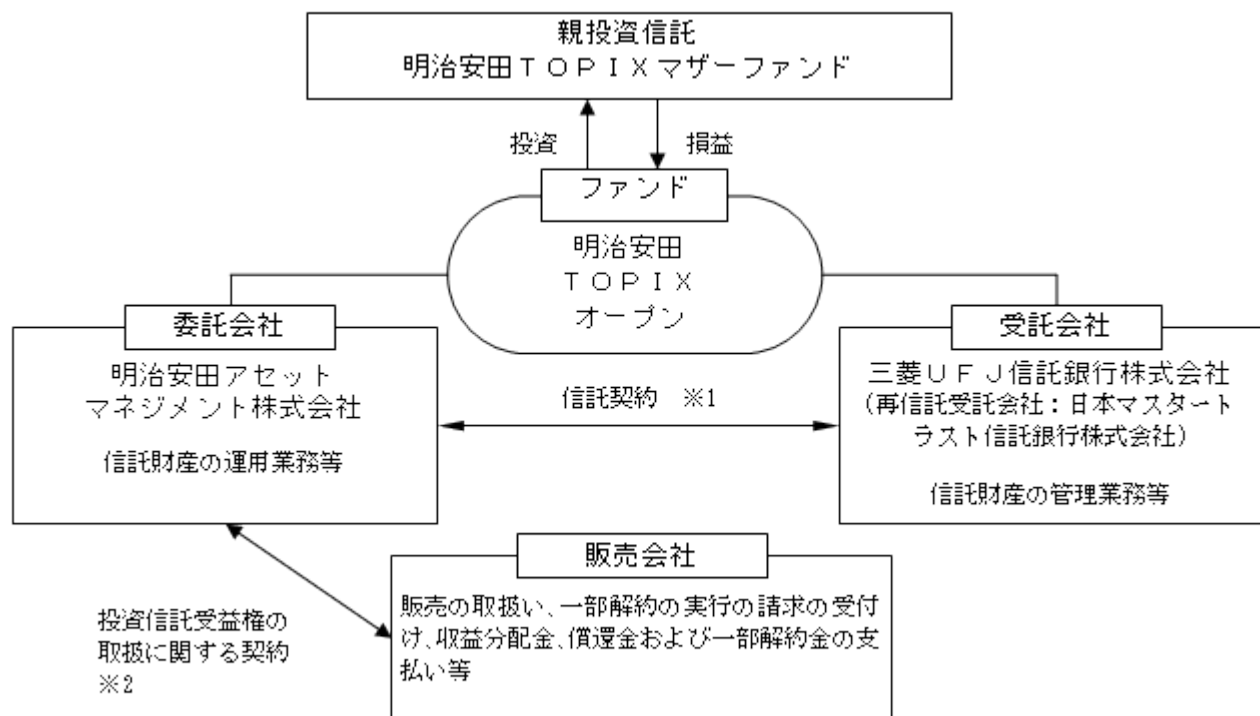 親投資信託
明治安田ＴＯＰＩＸマザーファンド
投資
損益
ファンド
明治安田
ＴＯＰＩＸ
オープン
委託会社
明治安田アセット
マネジメント株式会社
信託財産の運用業務等
信託契約　※1
受託会社
三菱ＵＦＪ信託銀行株式会社
（再信託受託会社：日本マスタート
ラスト信託銀行株式会社）
信託財産の管理業務等
投資信託受益権の
取扱に関する契約
※2
販売会社
販売の取扱い、一部解約の実行の請求の受付
け、収益分配金、償還金および一部解約金の支
払い等